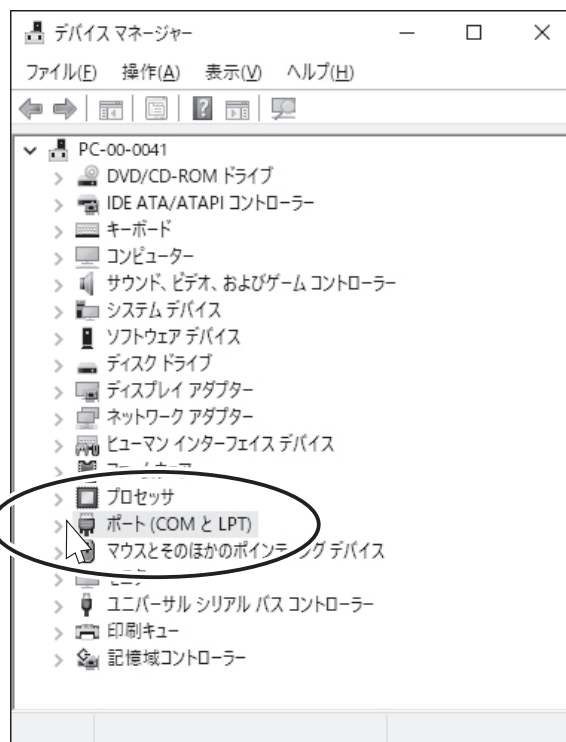 デバイス マネージャー
ファイル(F) 操作(A) 表示(V) ヘルプ(H)
PC-00-0041
DVD/CD-ROM ドライブ
IDE ATA/ATAPI コントローラー
キーボード
コンピューター
サウンド、ビデオ、およびゲーム コントローラー
システム デバイス
ソフトウェア デバイス
ディスク ドライブ
ディスプレイ アダプター
ネットワーク アダプター
ヒューマン インターフェイス デバイス
プロセッサ
ポート (COM と LPT)
マウスとそのほかのポインティング デバイス
ユニバーサル シリアル バス コントローラー
印刷キュー
記憶域コントローラー